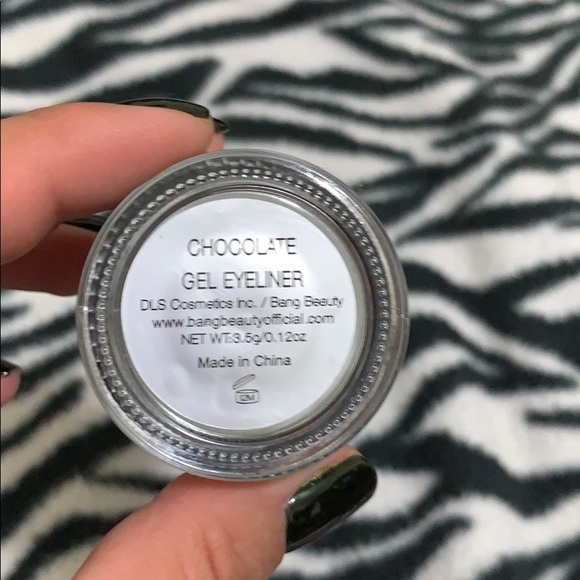 CHOCOLATE
GEL EYELINER
DLS Cosmetics Inc. / Bang Beauty
www.bangbeautyofficial.com
NET WT:3.5g/0.12oz
Made in China
12M